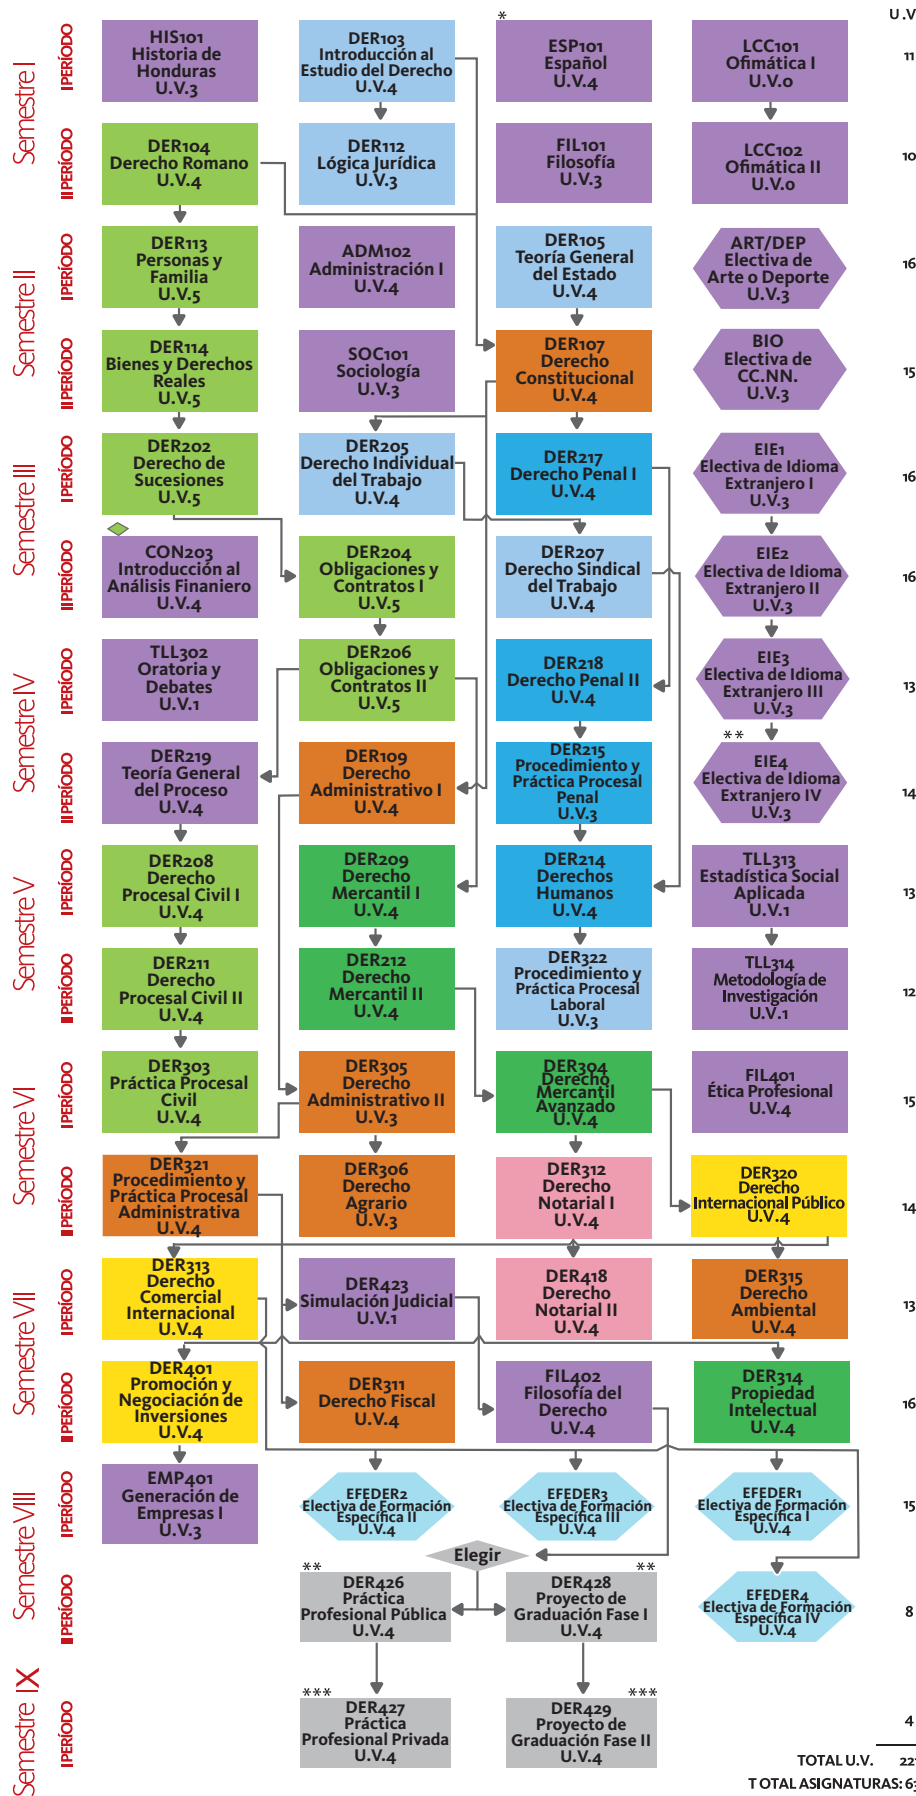 U.V
Semestre I
I PERÍODO
HIS101
Historia de
Honduras
U.V.3
DER103
Introducción al
Estudio del Derecho
U.V.4
*
ESP101
Español
U.V.4
LCC101
Ofimática I
U.V.0
11
II PERÍODO
DER104
Derecho Romano
U.V.4
DER112
Lógica Jurídica
U.V.3
FIL101
Filosofía
U.V.3
LCC102
Ofimática II
U.V.0
10
Semestre II
I PERÍODO
DER113
Personas y
Familia
U.V.5
ADM102
Administración I
U.V.4
DER105
Teoría General
del Estado
U.V.4
ART/DEP
Electiva de
Arte o Deporte
U.V.3
16
II PERÍODO
DER114
Bienes y Derechos
Reales
U.V.5
SOC101
Sociología
U.V.3
DER107
Derecho
Constitucional
U.V.4
BIO
Electiva de
CC.NN.
U.V.3
15
Semestre III
I PERÍODO
DER202
Derecho de
Sucesiones
U.V.5
DER205
Derecho Individual
del Trabajo
U.V.4
DER217
Derecho Penal I
U.V.4
EIE1
Electiva de Idioma
Extranjero I
U.V.3
16
II PERÍODO
CON203
Introducción al
Análisis Finaniero
U.V.4
DER204
Obligaciones y
Contratos I
U.V.5
DER207
Derecho Sindical
del Trabajo
U.V.4
EIE2
Electiva de Idioma
Extranjero II
U.V.3
16
Semestre IV
I PERÍODO
TLL302
Oratoria y
Debates
U.V.1
DER206
Obligaciones y
Contratos II
U.V.5
DER218
Derecho Penal II
U.V.4
EIE3
Electiva de Idioma
Extranjero III
U.V.3
13
II PERÍODO
DER219
Teoría General
del Proceso
U.V.4
DER109
Derecho
Administrativo I
U.V.4
DER215
Procedimiento y
Práctica Procesal
Penal
U.V.3
**
EIE4
Electiva de Idioma
Extranjero IV
U.V.3
14
Semestre V
I PERÍODO
DER208
Derecho
Procesal Civil I
U.V.4
DER209
Derecho
Mercantil I
U.V.4
DER214
Derechos
Humanos
U.V.4
TLL313
Estadística Social
Aplicada
U.V.1
13
II PERÍODO
DER211
Derecho
Procesal Civil II
U.V.4
DER212
Derecho
Mercantil II
U.V.4
DER322
Procedimiento y
Práctica Procesal
Laboral
U.V.3
TLL314
Metodología de
Investigación
U.V.1
12
Semestre VI
I PERÍODO
DER303
Práctica Procesal
Civil
U.V.4
DER305
Derecho
Administrativo II
U.V.3
DER304
Derecho
Mercantil
Avanzado
U.V.4
FIL401
Ética Profesional
U.V.4
15
II PERÍODO
DER321
Procedimiento y
Práctica Procesal
Administrativa
U.V.4
DER306
Derecho
Agrario
U.V.3
DER312
Derecho
Notarial I
U.V.4
DER320
Derecho
Internacional Público
U.V.4
14
Semestre VII
I PERÍODO
DER313
Derecho
Comercial
Internacional
U.V.4
DER423
Simulación Judicial
U.V.1
DER418
Derecho
Notarial II
U.V.4
DER315
Derecho
Ambiental
U.V.4
13
II PERÍODO
DER401
Promoción y
Negociación de
Inversiones
U.V.4
DER311
Derecho Fiscal
U.V.4
FIL402
Filosofía del
Derecho
U.V.4
DER314
Propiedad
Intelectual
U.V.4
16
Semestre VIII
I PERÍODO
EMP401
Generación de
Empresas I
U.V.3
EFEDER2
Electiva de Formación
Específica II
U.V.4
EFEDER3
Electiva de Formación
Específica III
U.V.4
EFEDER1
Electiva de Formación
Específica I
U.V.4
15
Elegir
II PERÍODO
**
DER426
Práctica
Profesional Pública
U.V.4
**
DER428
Proyecto de
Graduación Fase I
U.V.4
EFEDER4
Electiva de Formación
Específica IV
U.V.4
8
Semestre IX
I PERÍODO
***
DER427
Práctica
Profesional Privada
U.V.4
***
DER429
Proyecto de
Graduación Fase II
U.V.4
4
TOTAL U.V. 221
TOTAL ASIGNATURAS: 63